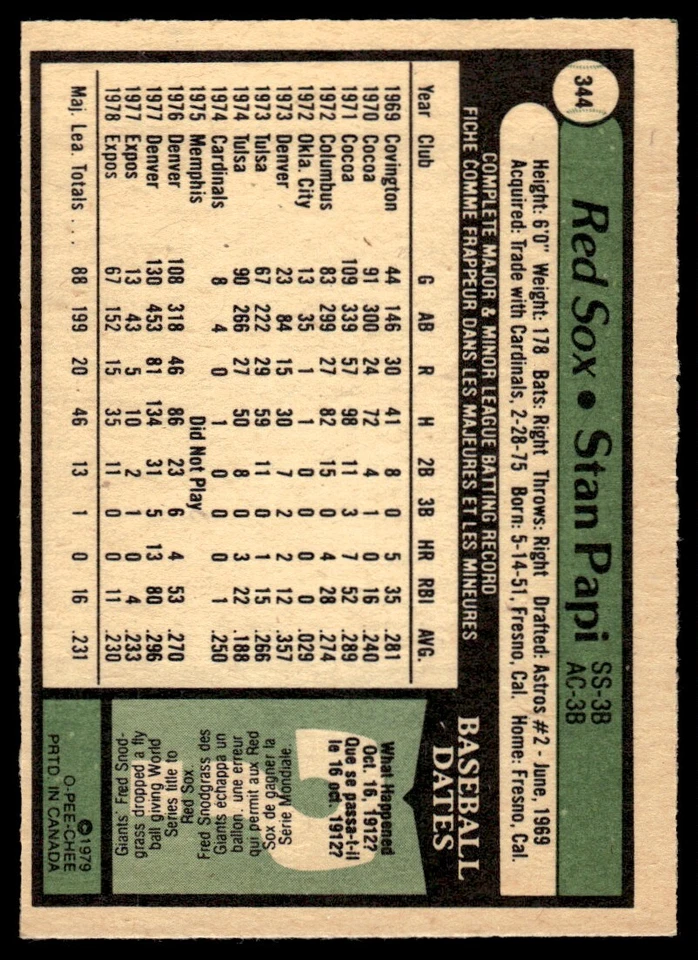 344
Red Sox • Stan Papi SS-3B
AC-3B
Height: 6'0" Weight: 178 Bats: Right Throws: Right Drafted: Astros #2 - June, 1969
Acquired: Trade with Cardinals, 2-28-75 Born: 5-14-51, Fresno, Cal. Home: Fresno, Cal.
COMPLETE MAJOR & MINOR LEAGUE BATTING RECORD
FICHE COMME FRAPPEUR DANS LES MAJEURES ET LES MINEURES
Year Club G AB R H 2B 3B HR RBI AVG.
1969 Covington 44 146 30 41 8 0 5 35 .281
1970 Cocoa 91 300 24 72 4 1 0 16 .240
1971 Cocoa 109 339 57 98 11 3 7 52 .289
1972 Columbus 83 299 27 82 15 0 4 28 .274
1972 Okla. City 13 35 1 1 0 0 0 0 .029
1973 Denver 23 84 15 30 7 2 2 12 .357
1973 Tulsa 67 222 29 59 11 0 1 15 .266
1974 Tulsa 90 266 27 50 8 0 3 22 .188
1974 Cardinals 8 4 0 1 0 0 0 1 .250
1975 Memphis Did Not Play
1976 Denver 108 318 46 86 23 6 4 53 .270
1977 Denver 130 453 81 134 31 5 13 80 .296
1977 Expos 13 43 5 10 2 1 0 4 .233
1978 Expos 67 152 15 35 11 0 0 11 .230
Maj. Lea. Totals . . . 88 199 20 46 13 1 0 16 .231
BASEBALL
DATES
What Happened
Oct. 16, 1912?
Que se passa-t-il
le 16 oct. 1912?
Giants' Fred Snod-
grass dropped a fly
ball giving World
Series title to
Red Sox.
Fred Snodgrass des
Giants échappa un
ballon. une erreur
qui permit aux Red
Sox de gagner la
Série Mondiale.
© 1979
O-PEE-CHEE
PRTD. IN CANADA